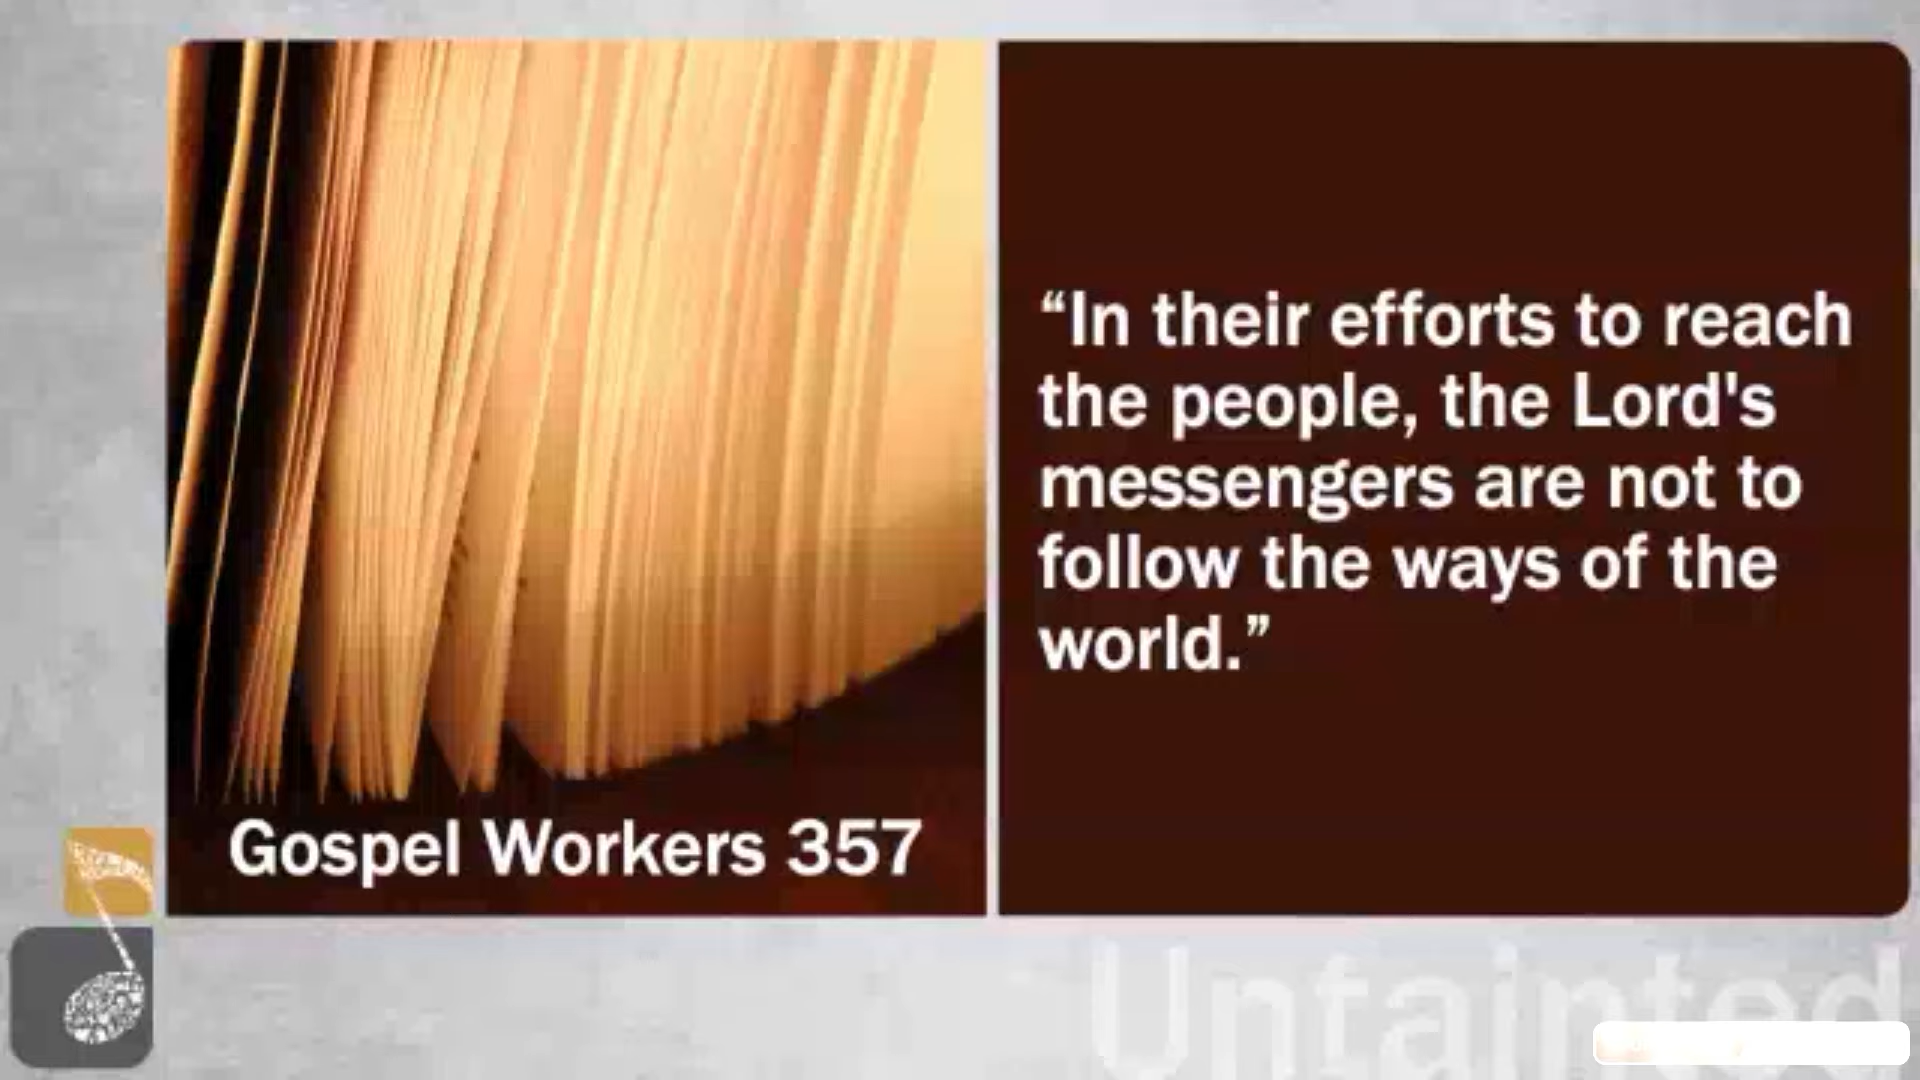 “In their efforts to reach
the people, the Lord's
messengers are not to
follow the ways of the
world.”
Gospel Workers 357
Untainted